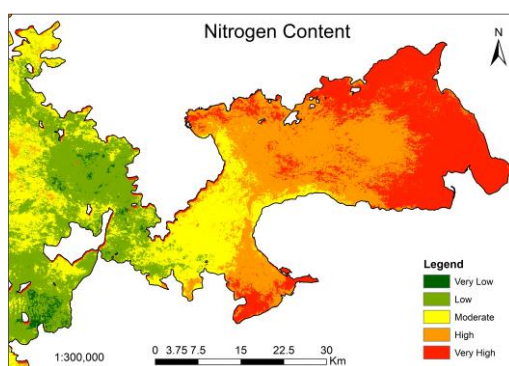 Nitrogen Content
N
Legend
Very Low
Low
Moderate
High
Very High
1:300,000
0 3.75 7.5 15 22.5 30
Km